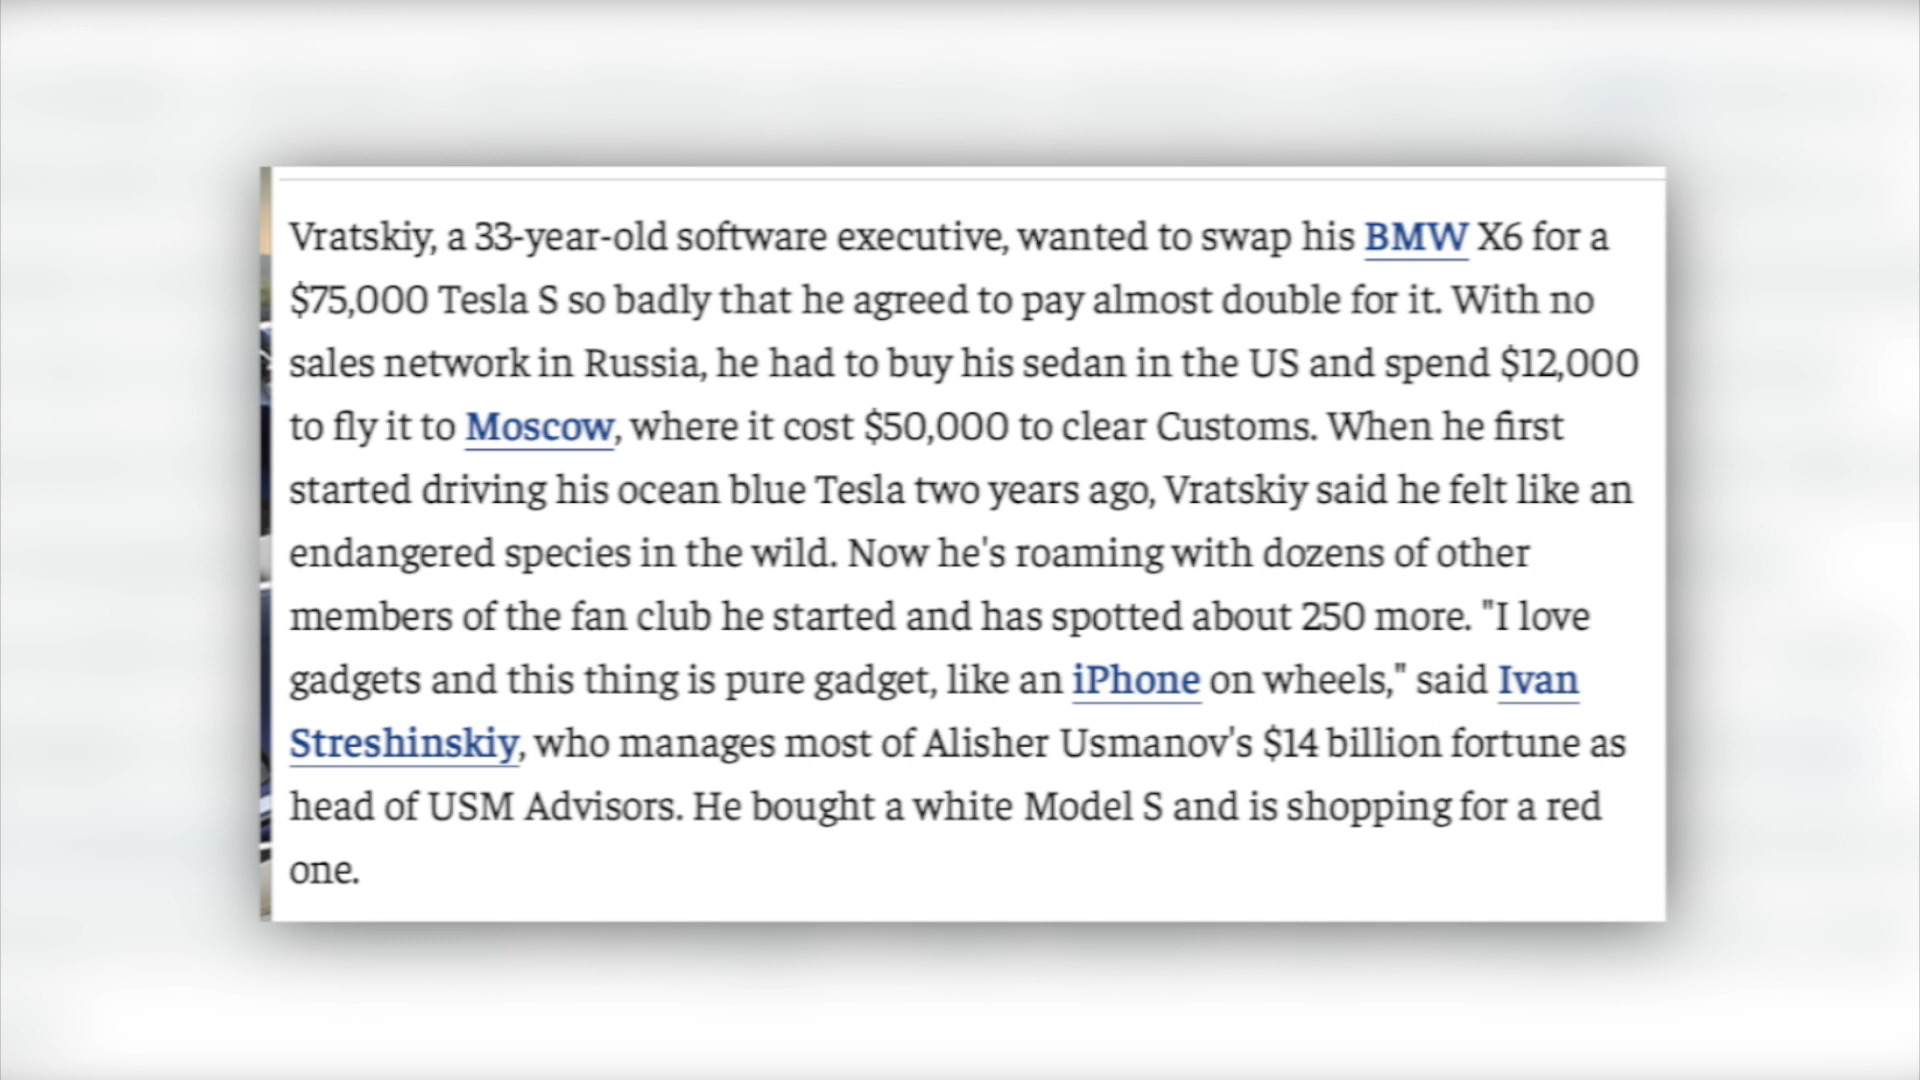 Vratskiy, a 33-year-old software executive, wanted to swap his BMW X6 for a
$75,000 Tesla S so badly that he agreed to pay almost double for it. With no
sales network in Russia, he had to buy his sedan in the US and spend $12,000
to fly it to Moscow, where it cost $50,000 to clear Customs. When he first
started driving his ocean blue Tesla two years ago, Vratskiy said he felt like an
endangered species in the wild. Now he's roaming with dozens of other
members of the fan club he started and has spotted about 250 more. "I love
gadgets and this thing is pure gadget, like an iPhone on wheels," said Ivan
Streshinskiy, who manages most of Alisher Usmanov's $14 billion fortune as
head of USM Advisors. He bought a white Model S and is shopping for a red
one.